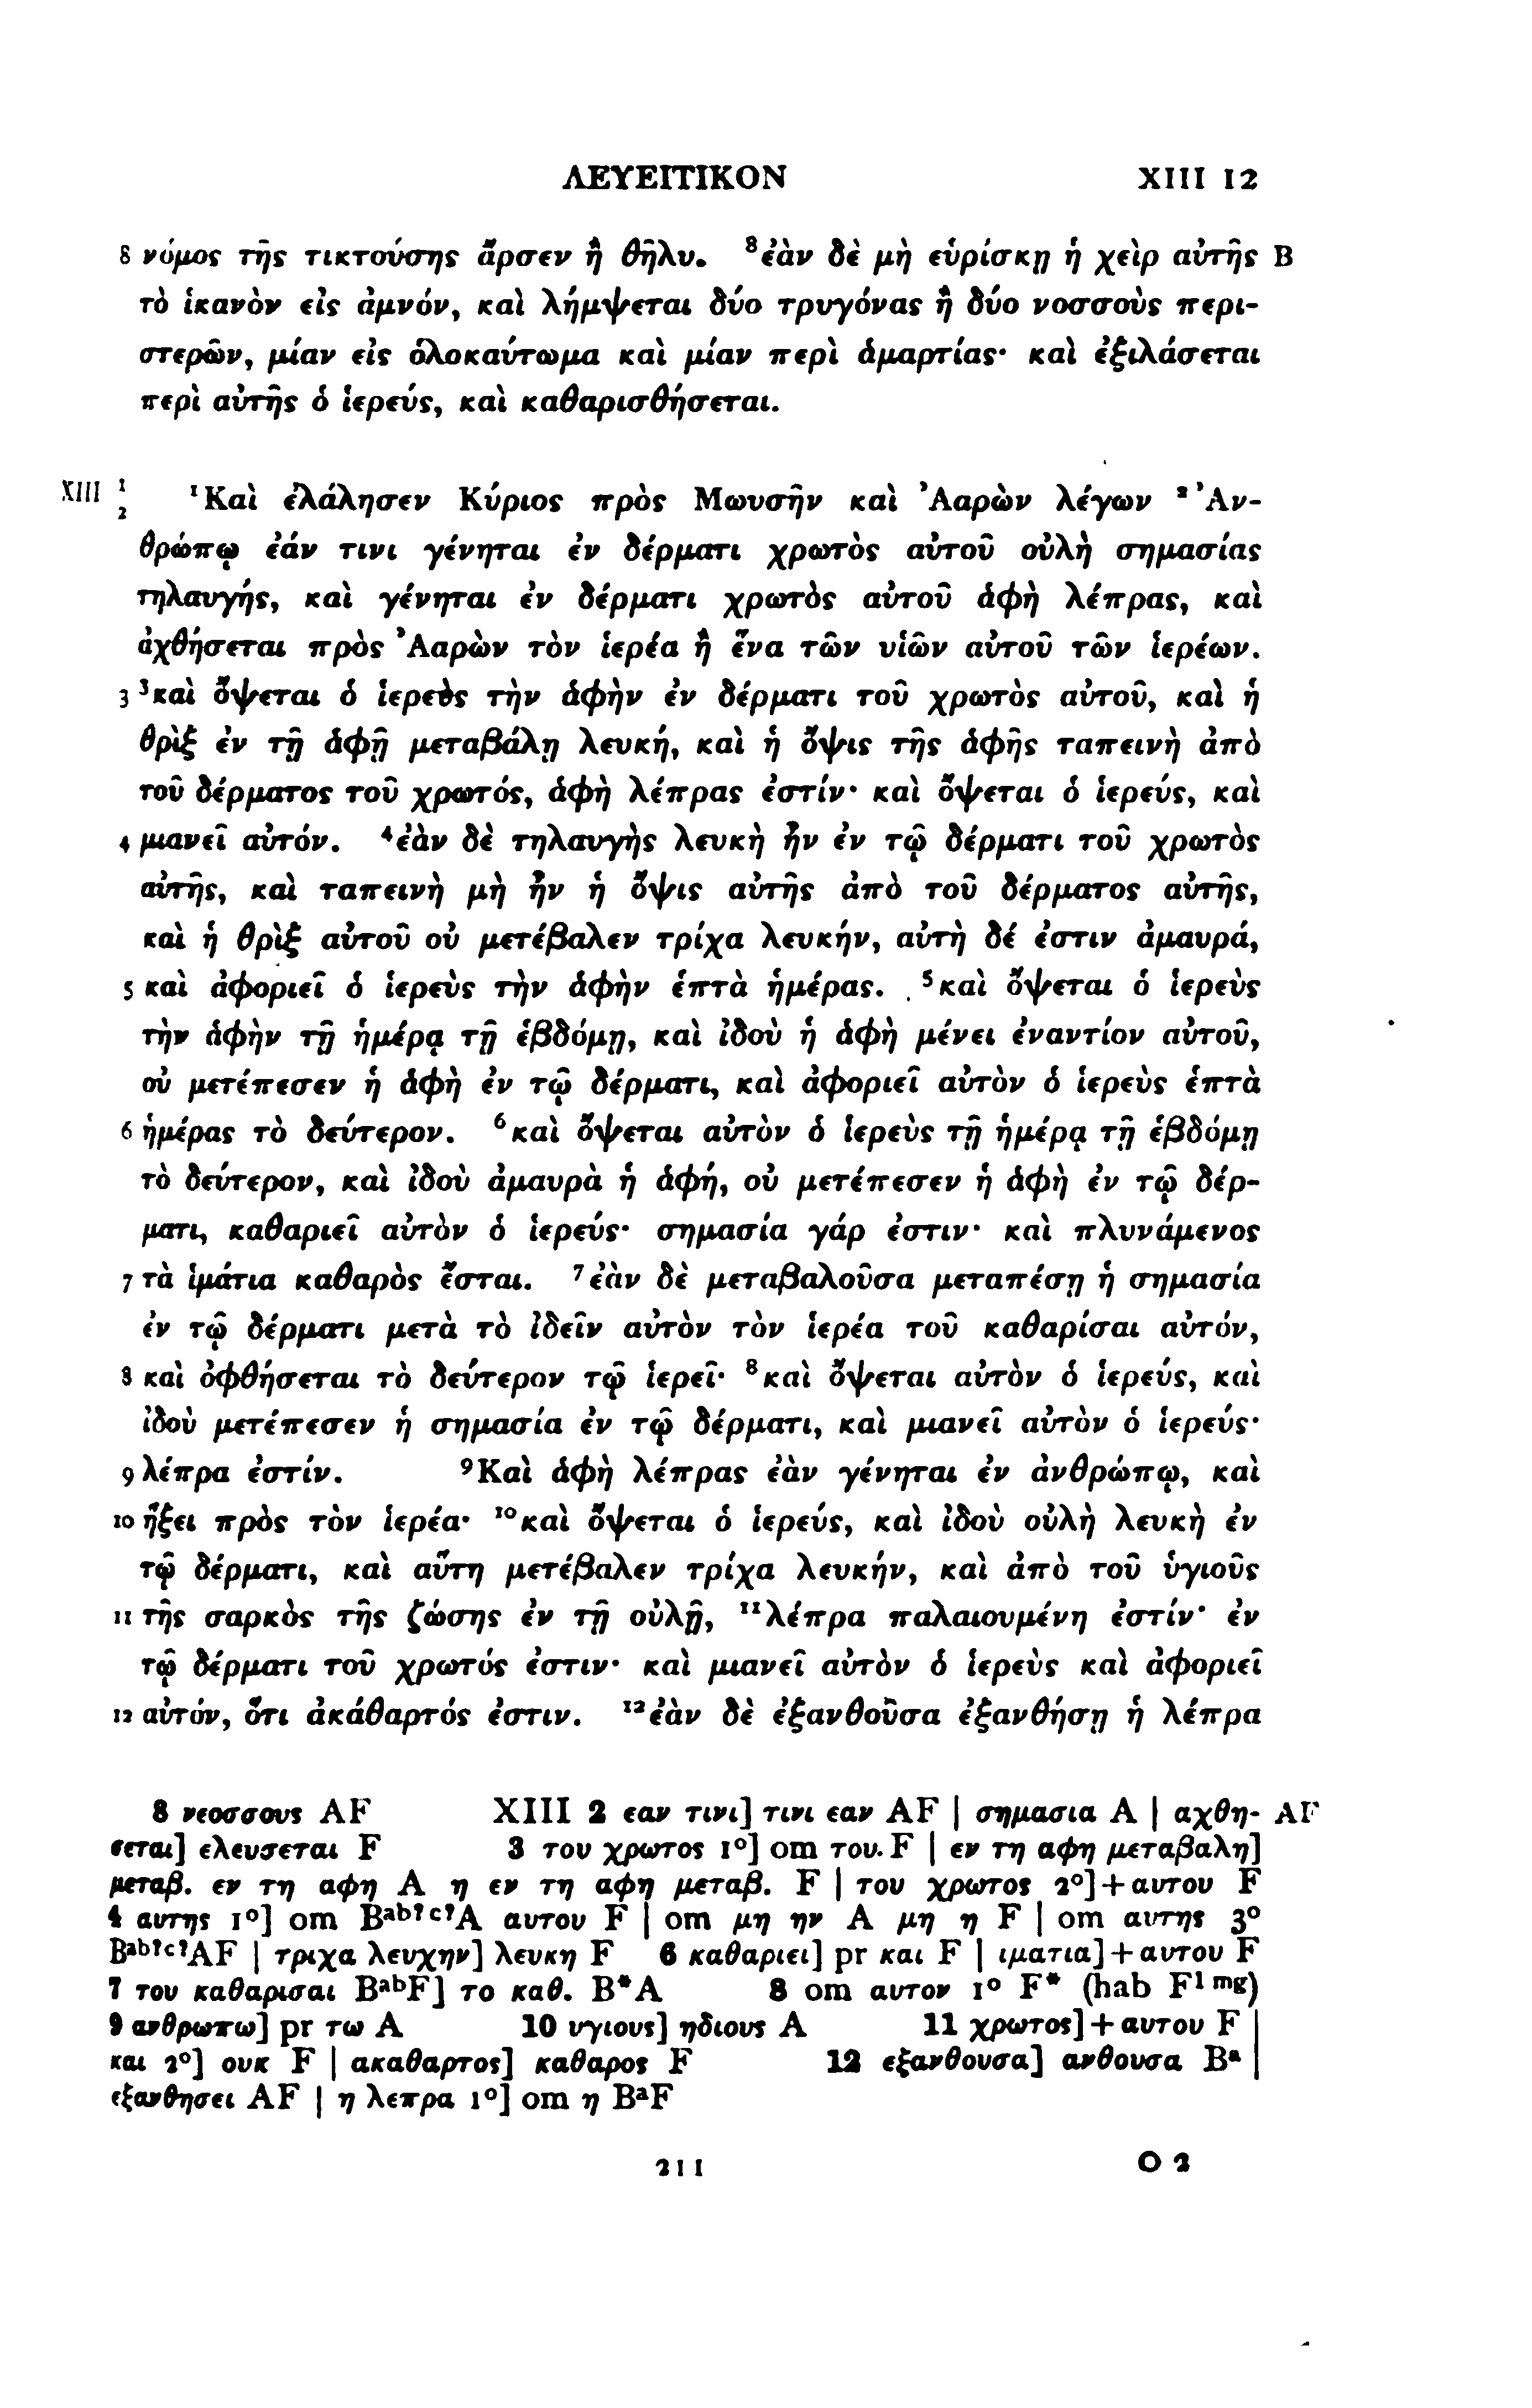 ΛΕΥΕΙΤΙΚΟΝ XIII 12
8 νόμος τῆς τικτούσης ἄρσεν ἢ θῆλυ. ⁸ἐὰν δὲ μὴ εὑρίσκῃ ἡ χεὶρ αὐτῆς B
τὸ ἱκανὸν εἰς ἀμνόν, καὶ λήμψεται δύο τρυγόνας ἢ δύο νοσσοὺς περι-
στερῶν, μίαν εἰς ὁλοκαύτωμα καὶ μίαν περὶ ἁμαρτίας· καὶ ἐξιλάσεται
περὶ αὐτῆς ὁ ἱερεύς, καὶ καθαρισθήσεται.
XIII 1 2 ¹Καὶ ἐλάλησεν Κύριος πρὸς Μωυσῆν καὶ Ἀαρὼν λέγων ²Ἀν-
θρώπῳ ἐάν τινι γένηται ἐν δέρματι χρωτὸς αὐτοῦ οὐλὴ σημασίας
τηλαυγής, καὶ γένηται ἐν δέρματι χρωτὸς αὐτοῦ ἁφὴ λέπρας, καὶ
ἀχθήσεται πρὸς Ἀαρὼν τὸν ἱερέα ἢ ἕνα τῶν υἱῶν αὐτοῦ τῶν ἱερέων.
3 ³καὶ ὄψεται ὁ ἱερεὺς τὴν ἁφὴν ἐν δέρματι τοῦ χρωτὸς αὐτοῦ, καὶ ἡ
θρὶξ ἐν τῇ ἁφῇ μεταβάλῃ λευκή, καὶ ἡ ὄψις τῆς ἁφῆς ταπεινὴ ἀπὸ
τοῦ δέρματος τοῦ χρωτός, ἁφὴ λέπρας ἐστίν· καὶ ὄψεται ὁ ἱερεύς, καὶ
4 μιανεῖ αὐτόν. ⁴ἐὰν δὲ τηλαυγὴς λευκὴ ἦν ἐν τῷ δέρματι τοῦ χρωτὸς
αὐτῆς, καὶ ταπεινὴ μὴ ἦν ἡ ὄψις αὐτῆς ἀπὸ τοῦ δέρματος αὐτῆς,
καὶ ἡ θρὶξ αὐτοῦ οὐ μετέβαλεν τρίχα λευκήν, αὐτὴ δέ ἐστιν ἀμαυρά,
5 καὶ ἀφοριεῖ ὁ ἱερεὺς τὴν ἁφὴν ἑπτὰ ἡμέρας. ⁵καὶ ὄψεται ὁ ἱερεὺς
τὴν ἁφὴν τῇ ἡμέρᾳ τῇ ἑβδόμῃ, καὶ ἰδοὺ ἡ ἁφὴ μένει ἐναντίον αὐτοῦ,
οὐ μετέπεσεν ἡ ἁφὴ ἐν τῷ δέρματι, καὶ ἀφοριεῖ αὐτὸν ὁ ἱερεὺς ἑπτὰ
6 ἡμέρας τὸ δεύτερον. ⁶καὶ ὄψεται αὐτὸν ὁ ἱερεὺς τῇ ἡμέρᾳ τῇ ἑβδόμῃ
τὸ δεύτερον, καὶ ἰδοὺ ἀμαυρὰ ἡ ἁφή, οὐ μετέπεσεν ἡ ἁφὴ ἐν τῷ δέρ-
ματι, καθαριεῖ αὐτὸν ὁ ἱερεύς· σημασία γάρ ἐστιν· καὶ πλυνάμενος
7 τὰ ἱμάτια καθαρὸς ἔσται. ⁷ἐὰν δὲ μεταβαλοῦσα μεταπέσῃ ἡ σημασία
ἐν τῷ δέρματι μετὰ τὸ ἰδεῖν αὐτὸν τὸν ἱερέα τοῦ καθαρίσαι αὐτόν,
8 καὶ ὀφθήσεται τὸ δεύτερον τῷ ἱερεῖ· ⁸καὶ ὄψεται αὐτὸν ὁ ἱερεύς, καὶ
ἰδοὺ μετέπεσεν ἡ σημασία ἐν τῷ δέρματι, καὶ μιανεῖ αὐτὸν ὁ ἱερεύς·
9 λέπρα ἐστίν. ⁹Καὶ ἁφὴ λέπρας ἐὰν γένηται ἐν ἀνθρώπῳ, καὶ
10 ἥξει πρὸς τὸν ἱερέα· ¹⁰καὶ ὄψεται ὁ ἱερεύς, καὶ ἰδοὺ οὐλὴ λευκὴ ἐν
τῷ δέρματι, καὶ αὕτη μετέβαλεν τρίχα λευκήν, καὶ ἀπὸ τοῦ ὑγιοῦς
11 τῆς σαρκὸς τῆς ζώσης ἐν τῇ οὐλῇ, ¹¹λέπρα παλαιουμένη ἐστίν· ἐν
τῷ δέρματι τοῦ χρωτός ἐστιν· καὶ μιανεῖ αὐτὸν ὁ ἱερεὺς καὶ ἀφοριεῖ
12 αὐτόν, ὅτι ἀκάθαρτός ἐστιν. ¹²ἐὰν δὲ ἐξανθοῦσα ἐξανθήσῃ ἡ λέπρα
8 νεοσσους AF XIII 2 εαν τινι] τινι εαν AF | σημασια A | αχθη- AF
σεται] ελευσεται F 3 του χρωτος 1°] om του F | εν τη αφη μεταβαλη]
μεταβ. εν τη αφη A η εν τη αφη μεταβ. F | του χρωτος 2°]+αυτου F
4 αυτης 1°] om Bᵃᵇ?ᶜ?A αυτου F | om μη ην A μη η F | om αυτης 3°
Bᵃᵇ?ᶜ?AF | τριχα λευχην] λευκη F 6 καθαριει] pr και F | ιματια]+αυτου F
7 του καθαρισαι BᵃᵇF] το καθ. B*A 8 om αυτον 1° F* (hab F¹ ᵐᵍ)
9 ανθρωπω] pr τω A 10 υγιους] ηδιους A 11 χρωτος]+αυτου F |
και 2°] ουκ F | ακαθαρτος] καθαρος F 12 εξανθουσα] ανθουσα Bᵃ |
εξανθησει AF | η λεπρα 1°] om η BᵃF
211 O 2